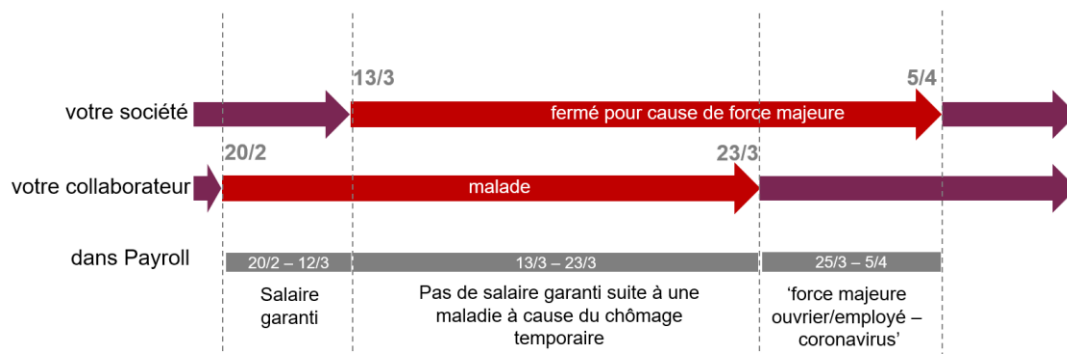 13/3
5/4
votre société
fermé pour cause de force majeure
20/2
23/3
votre collaborateur
malade
dans Payroll
20/2 – 12/3
13/3 – 23/3
25/3 – 5/4
Salaire
garanti
Pas de salaire garanti suite à une
maladie à cause du chômage
temporaire
‘force majeure
ouvrier/employé –
coronavirus’